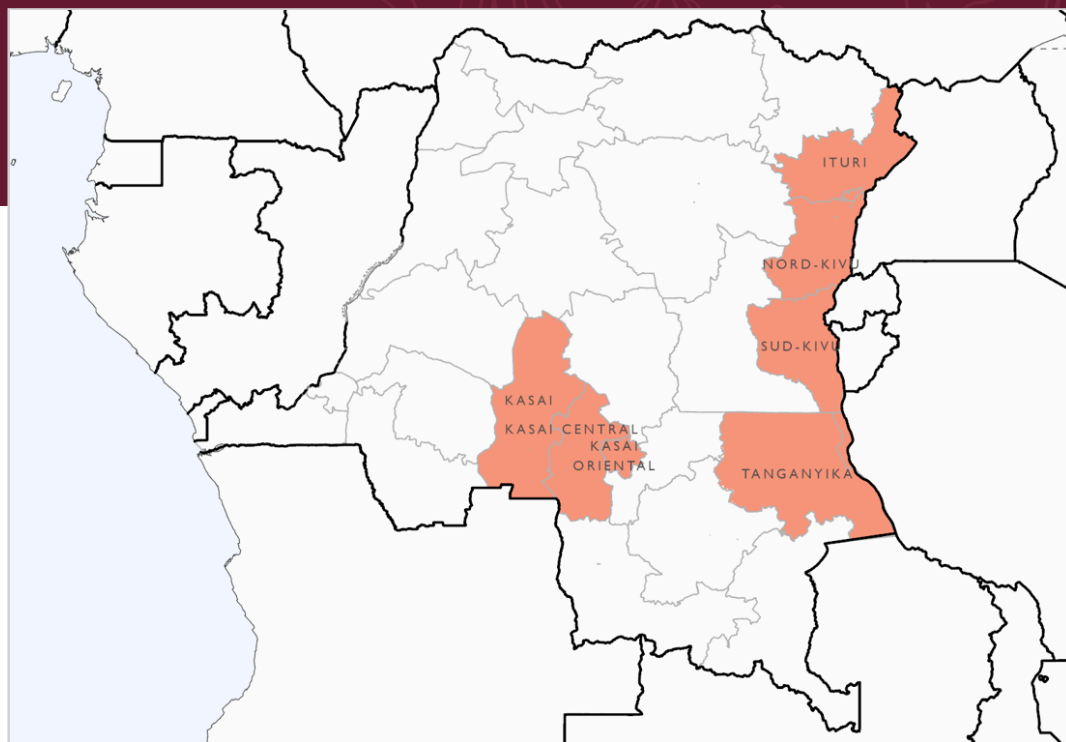 ITURI
NORD-KIVU
SUD-KIVU
KASAI
KASAI CENTRAL
KASAI
ORIENTAL
TANGANYIKA